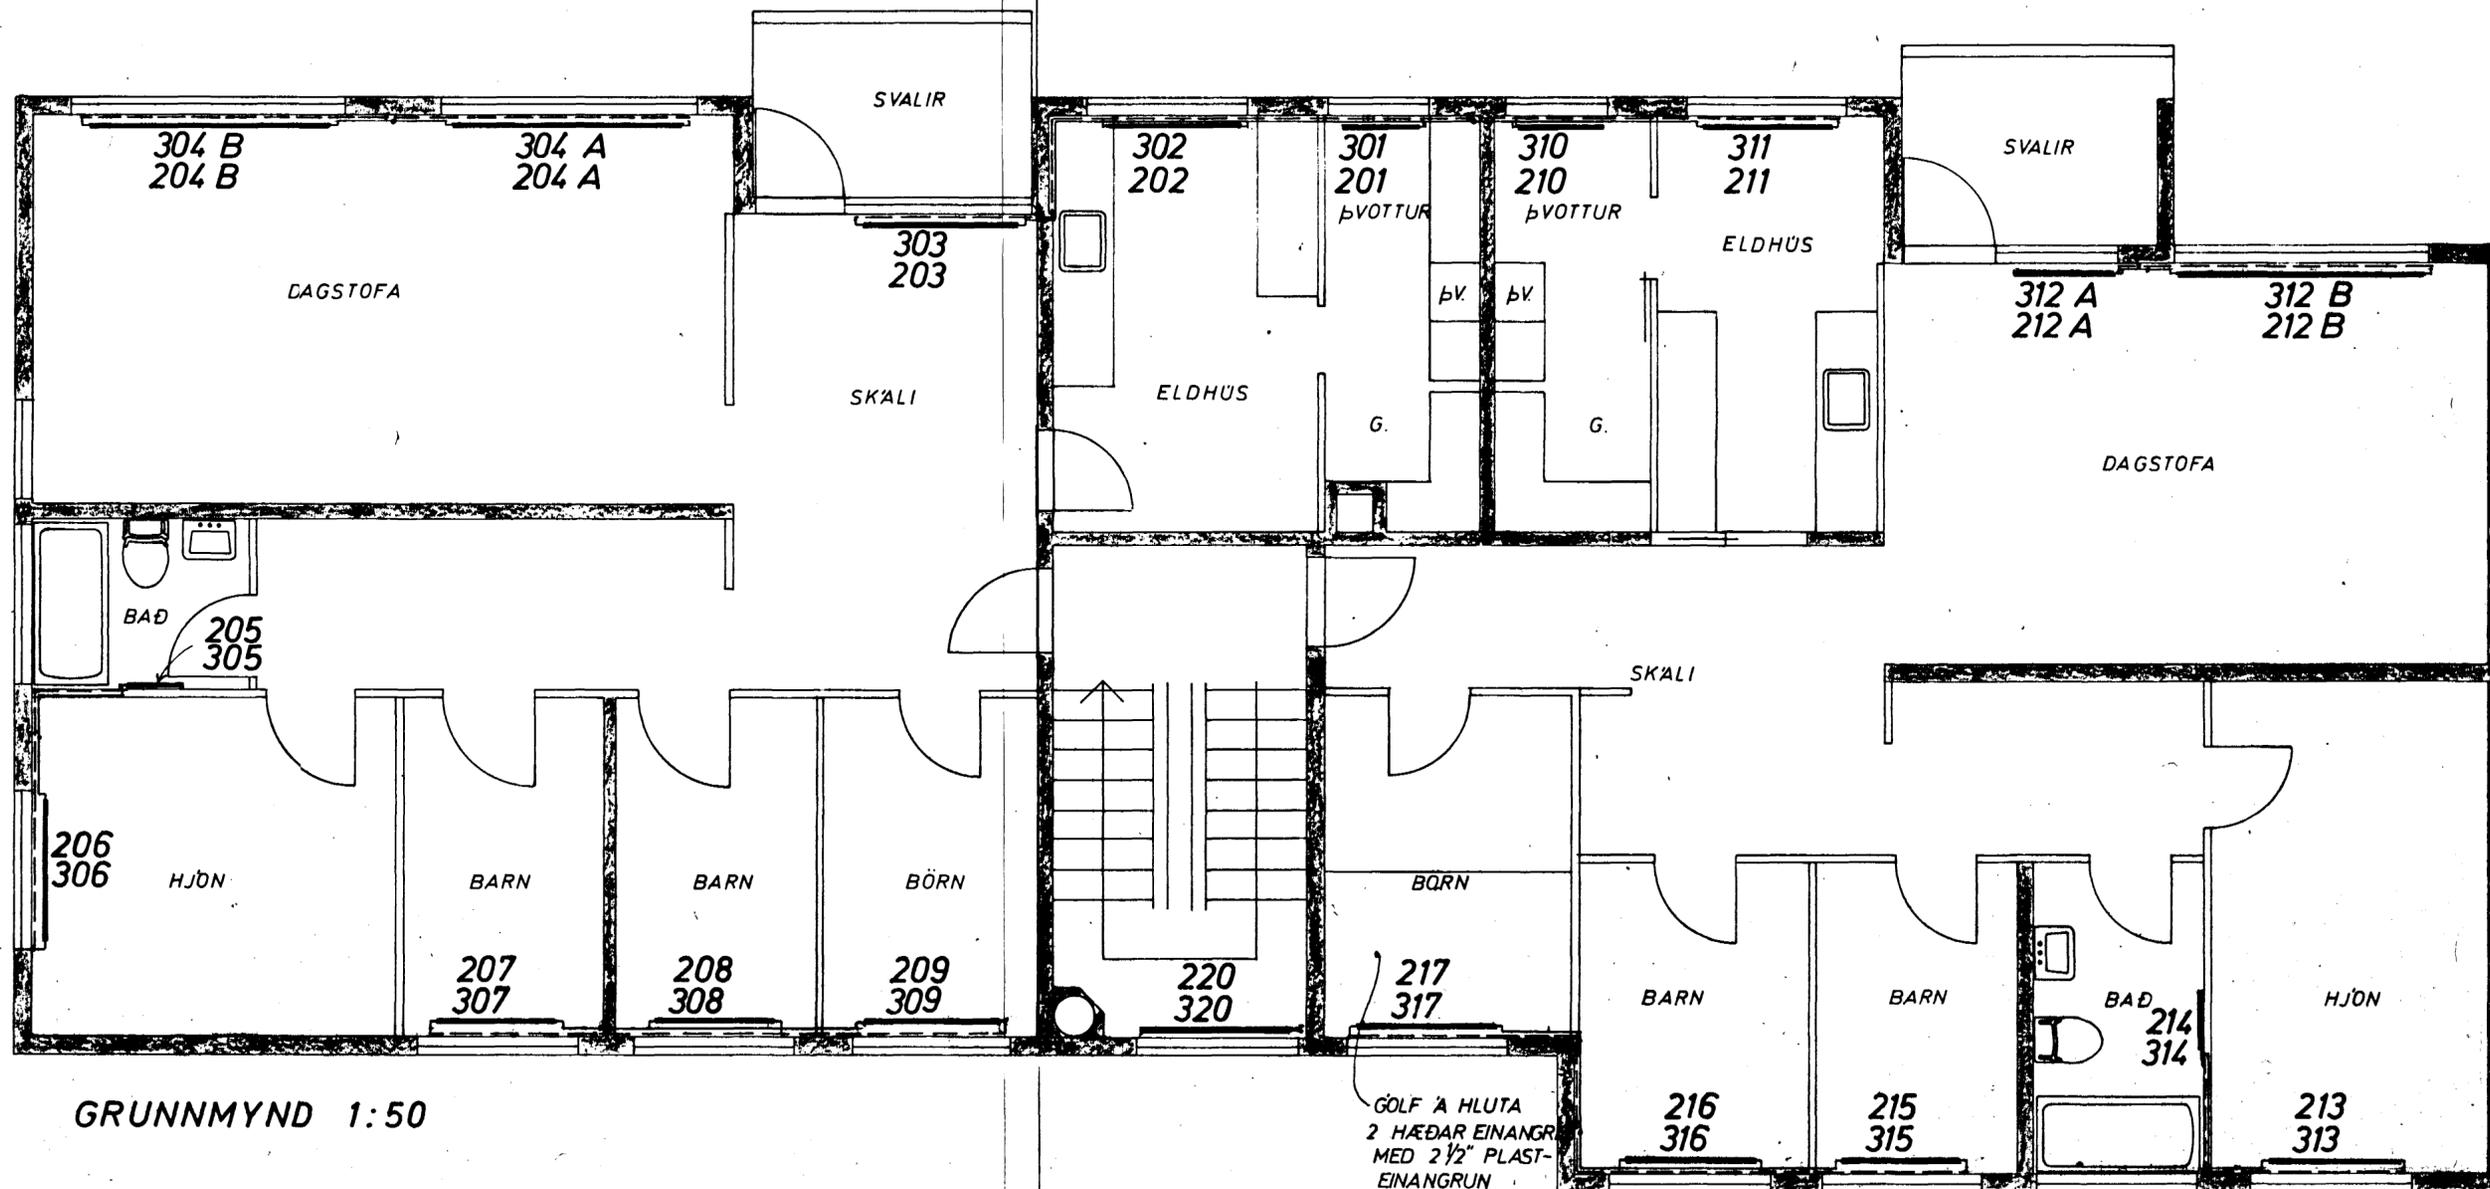 SVALIR
SVALIR
304 B
204 B
304 A
204 A
302
202
301
201
ÞVOTTUR
310
210
ÞVOTTUR
311
211
ELDHÚS
303
203
DAGSTOFA
SKÁLI
ELDHÚS
ÞV.
ÞV.
G.
G.
312 A
212 A
312 B
212 B
DAGSTOFA
BAÐ
205
305
SKÁLI
206
306
HJÓN
BARN
BARN
BÖRN
BÖRN
207
307
208
308
209
309
220
320
217
317
BARN
BARN
BAÐ
214
314
HJÓN
216
316
215
315
213
313
GRUNNMYND 1:50
GÓLF Á HLUTA
2 HÆÐAR EINANGR
MED 2 1/2" PLAST-
EINANGRUN